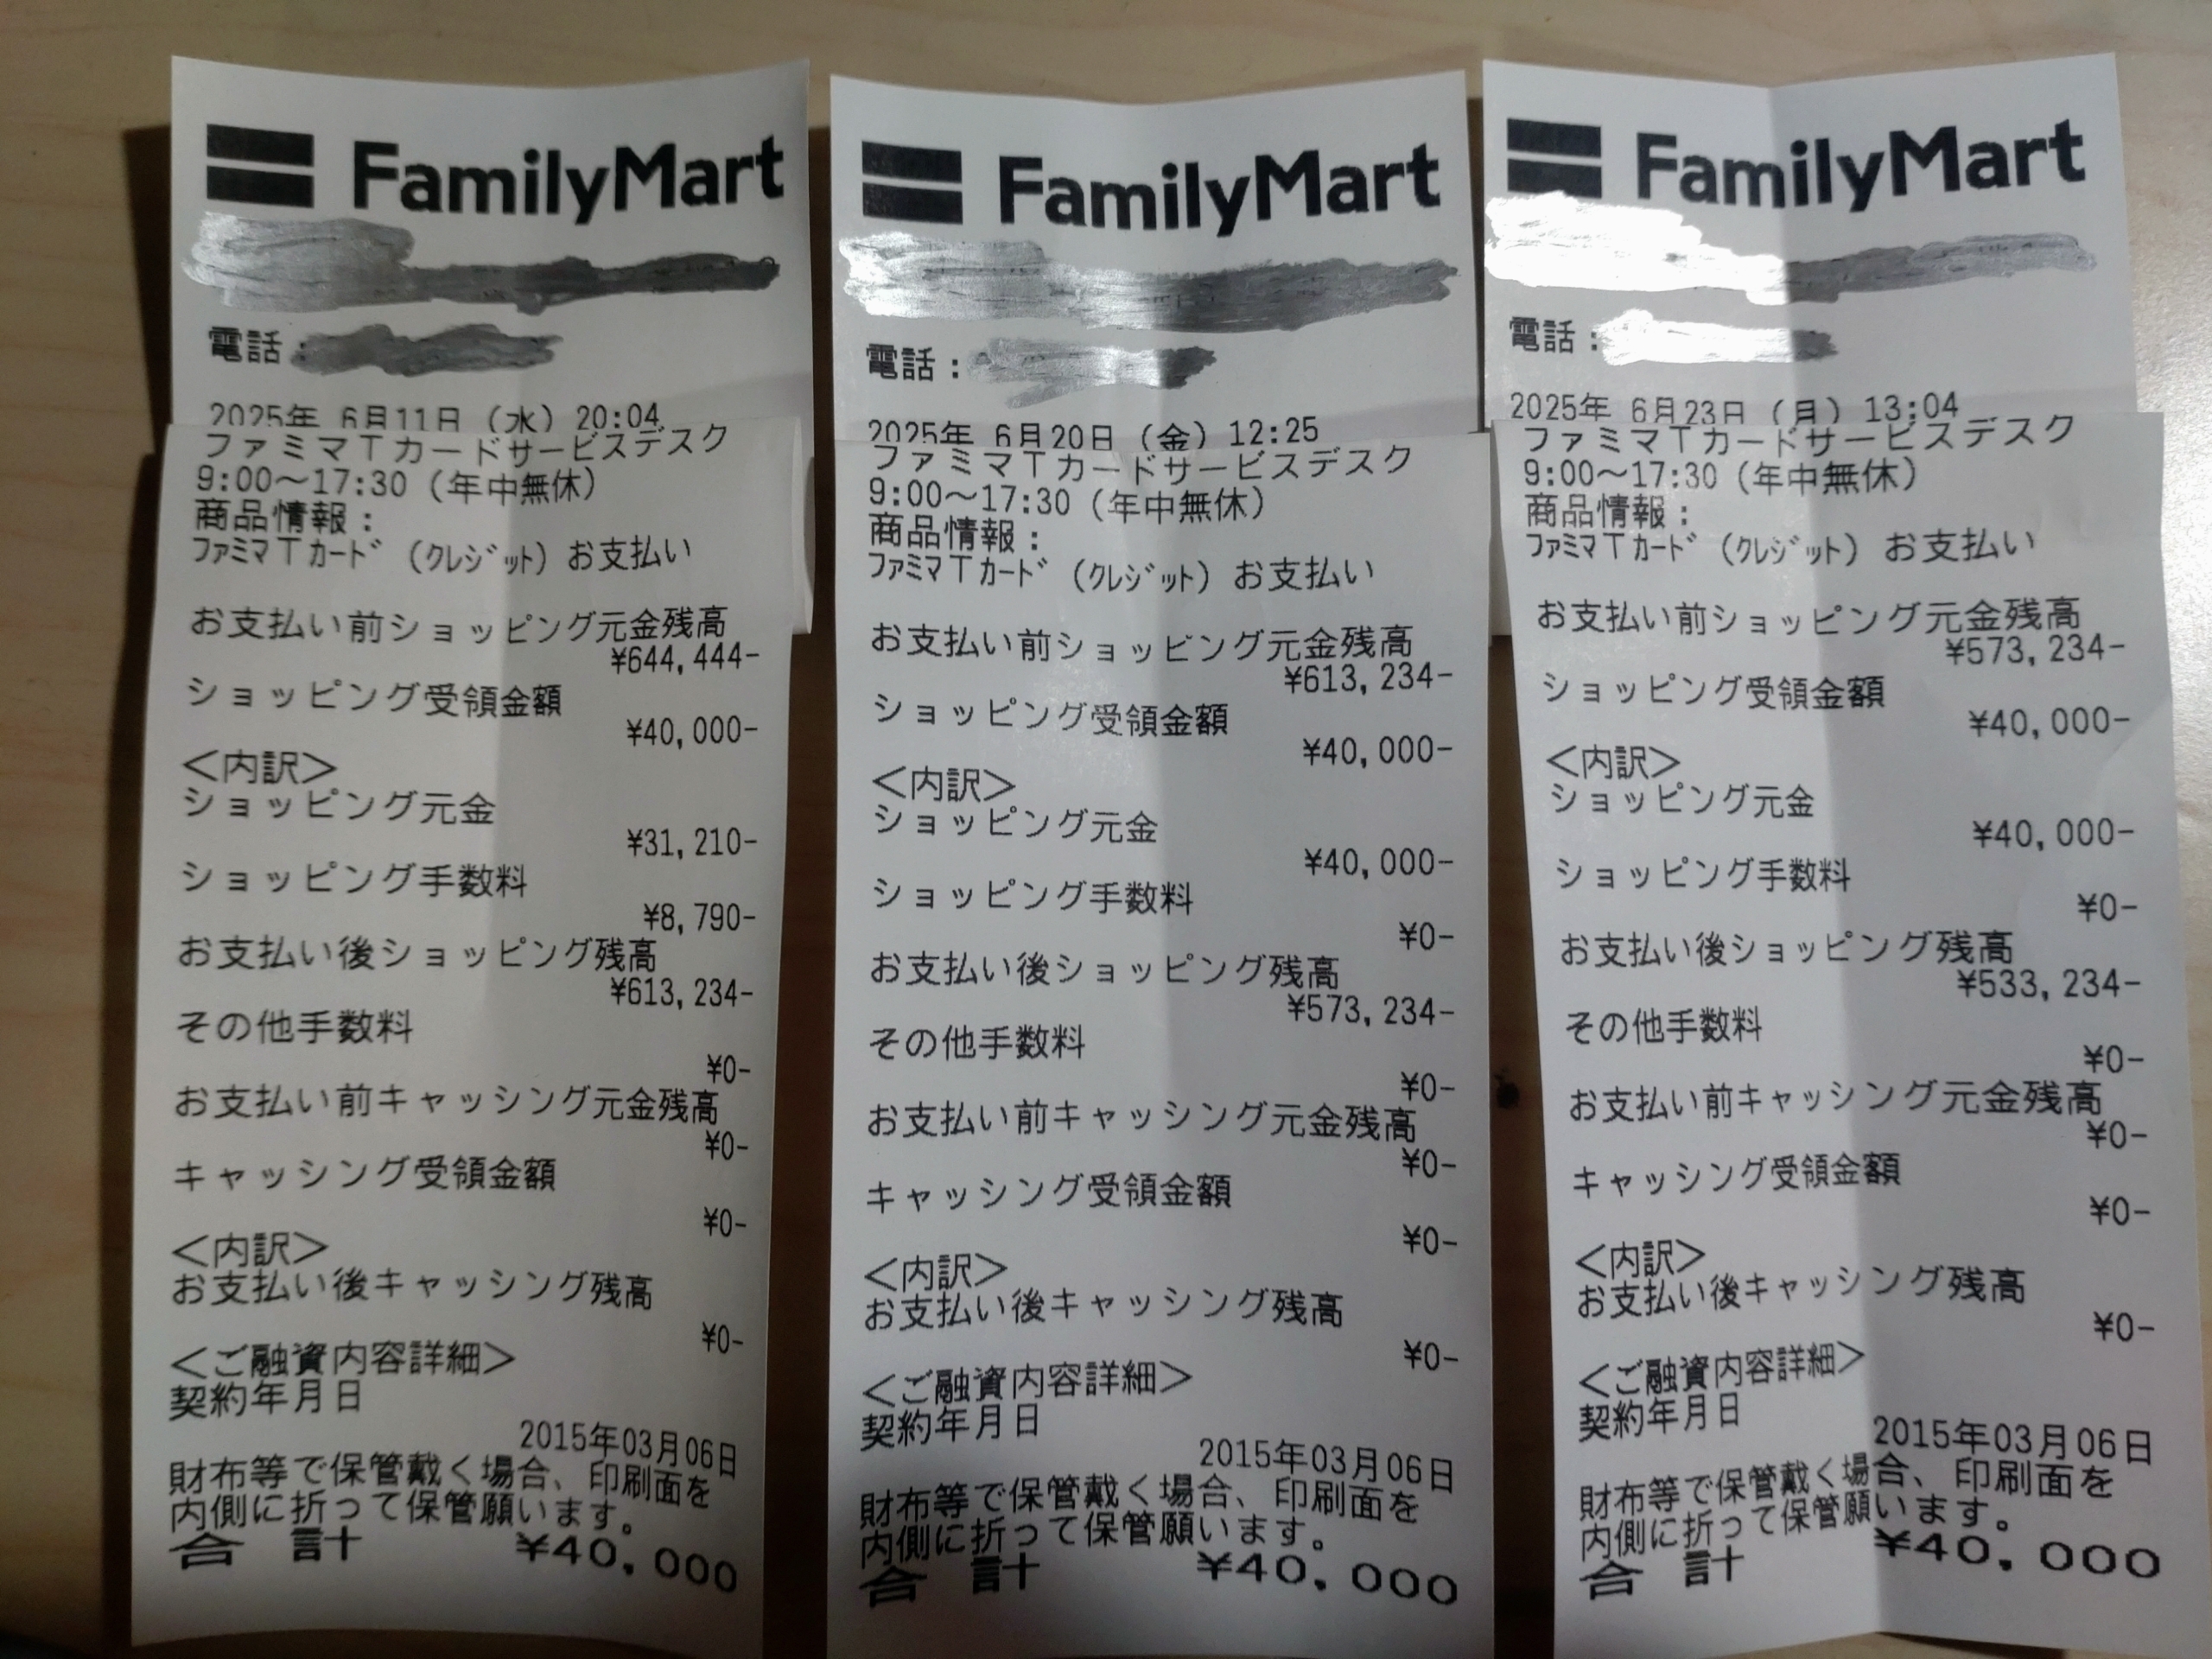 FamilyMart
電話:
2025年 6月11日 (水) 20:04
ファミマTカードサービスデスク
9:00～17:30 (年中無休)
商品情報:
ファミマTカード (クレジット) お支払い
お支払い前ショッピング元金残高
¥644,444-
ショッピング受領金額
¥40,000-
<内訳>
ショッピング元金
¥31,210-
ショッピング手数料
¥8,790-
お支払い後ショッピング残高
¥613,234-
その他手数料
¥0-
お支払い前キャッシング元金残高
¥0-
キャッシング受領金額
¥0-
<内訳>
お支払い後キャッシング残高
¥0-
<ご融資内容詳細>
契約年月日
2015年03月06日
財布等で保管戴く場合、印刷面を
内側に折って保管願います。
合 計 ¥40,000
FamilyMart
電話:
2025年 6月20日 (金) 12:25
ファミマTカードサービスデスク
9:00～17:30 (年中無休)
商品情報:
ファミマTカード (クレジット) お支払い
お支払い前ショッピング元金残高
¥613,234-
ショッピング受領金額
¥40,000-
<内訳>
ショッピング元金
¥40,000-
ショッピング手数料
¥0-
お支払い後ショッピング残高
¥573,234-
その他手数料
¥0-
お支払い前キャッシング元金残高
¥0-
キャッシング受領金額
¥0-
<内訳>
お支払い後キャッシング残高
¥0-
<ご融資内容詳細>
契約年月日
2015年03月06日
財布等で保管戴く場合、印刷面を
内側に折って保管願います。
合 計 ¥40,000
FamilyMart
電話:
2025年 6月23日 (月) 13:04
ファミマTカードサービスデスク
9:00～17:30 (年中無休)
商品情報:
ファミマTカード (クレジット) お支払い
お支払い前ショッピング元金残高
¥573,234-
ショッピング受領金額
¥40,000-
<内訳>
ショッピング元金
¥40,000-
ショッピング手数料
¥0-
お支払い後ショッピング残高
¥533,234-
その他手数料
¥0-
お支払い前キャッシング元金残高
¥0-
キャッシング受領金額
¥0-
<内訳>
お支払い後キャッシング残高
¥0-
<ご融資内容詳細>
契約年月日
2015年03月06日
財布等で保管戴く場合、印刷面を
内側に折って保管願います。
合 計 ¥40,000